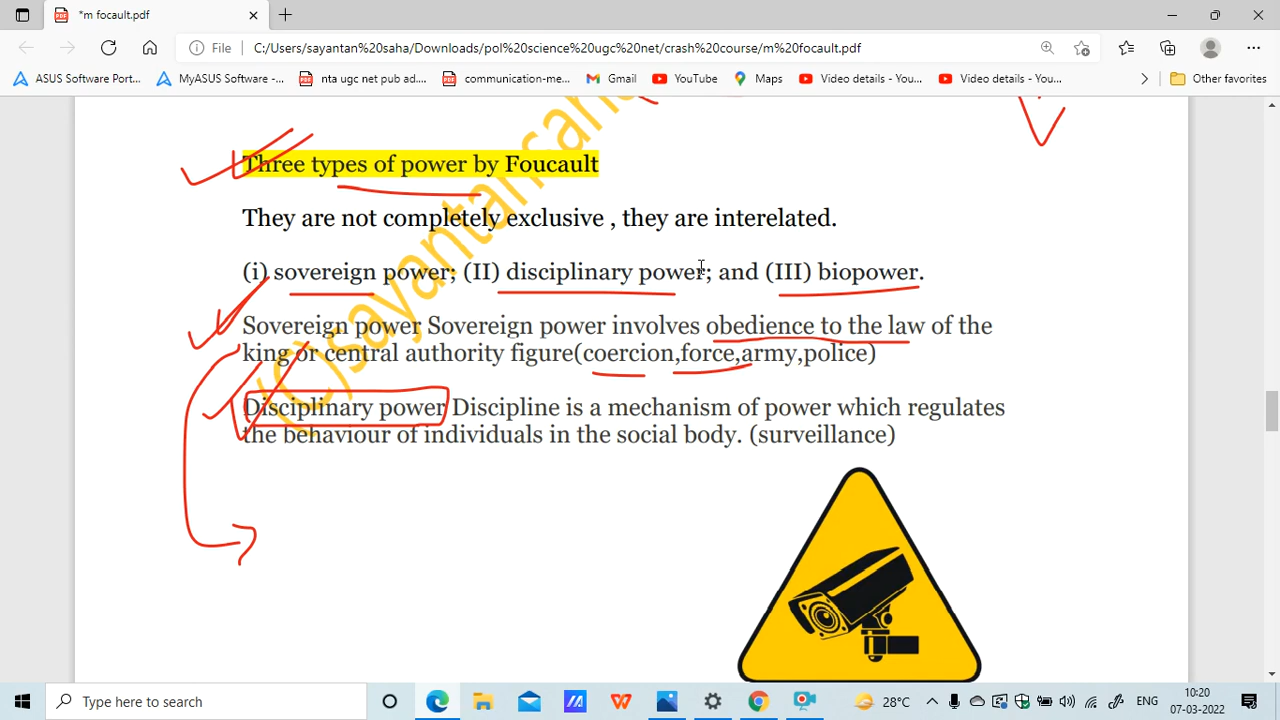 *m focault.pdf
File C:/Users/sayantan%20saha/Downloads/pol%20science%20ugc%20net/crash%20course/m%20focault.pdf
ASUS Software Port... MyASUS Software -... nta ugc net pub ad... communication-me... Gmail YouTube Maps Video details - You... Video details - You... Other favorites
Three types of power by Foucault
They are not completely exclusive , they are interelated.
(i) sovereign power; (II) disciplinary power; and (III) biopower.
Sovereign power Sovereign power involves obedience to the law of the
king or central authority figure(coercion,force,army,police)
Disciplinary power Discipline is a mechanism of power which regulates
the behaviour of individuals in the social body. (surveillance)
Type here to search 28°C ENG 10:20
07-03-2022